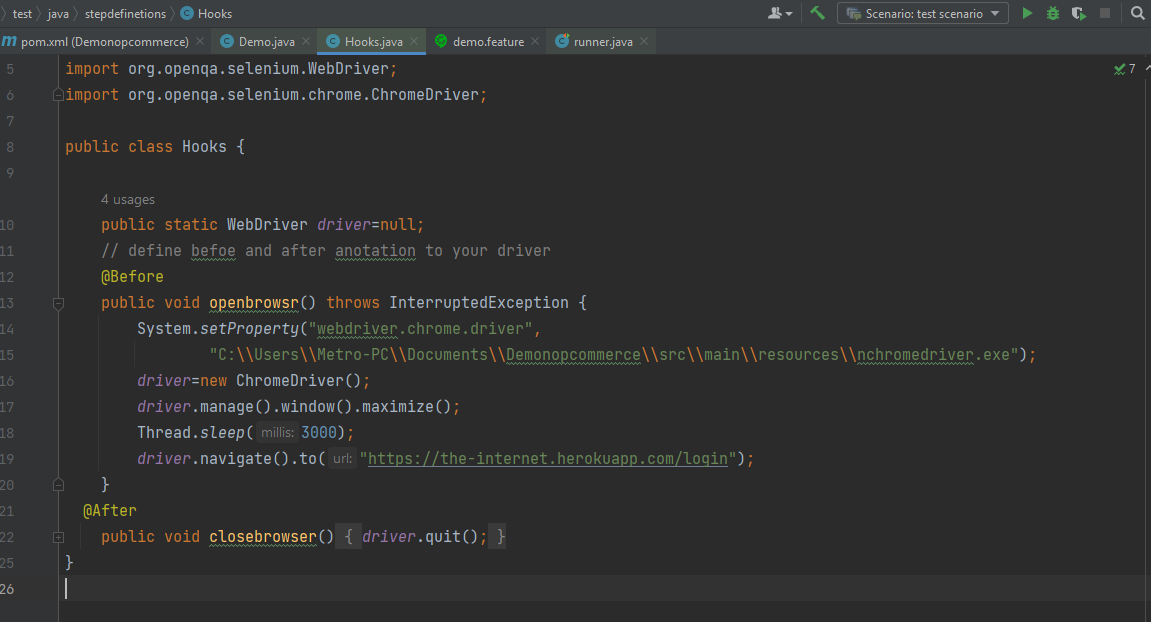 test java stepdefinetions Hooks Scenario: test scenario
pom.xml (Demonopcommerce) Demo.java Hooks.java demo.feature runner.java
5 import org.openqa.selenium.WebDriver; 7
6 import org.openqa.selenium.chrome.ChromeDriver;
7
8 public class Hooks {
9
4 usages
10 public static WebDriver driver=null;
11 // define befoe and after anotation to your driver
12 @Before
13 public void openbrowsr() throws InterruptedException {
14 System.setProperty("webdriver.chrome.driver",
15 "C:\\Users\\Metro-PC\\Documents\\Demonopcommerce\\src\\main\\resources\\nchromedriver.exe");
16 driver=new ChromeDriver();
17 driver.manage().window().maximize();
18 Thread.sleep( millis: 3000);
19 driver.navigate().to( url: "https://the-internet.herokuapp.com/login");
20 }
21 @After
22 public void closebrowser() { driver.quit(); }
25 }
26